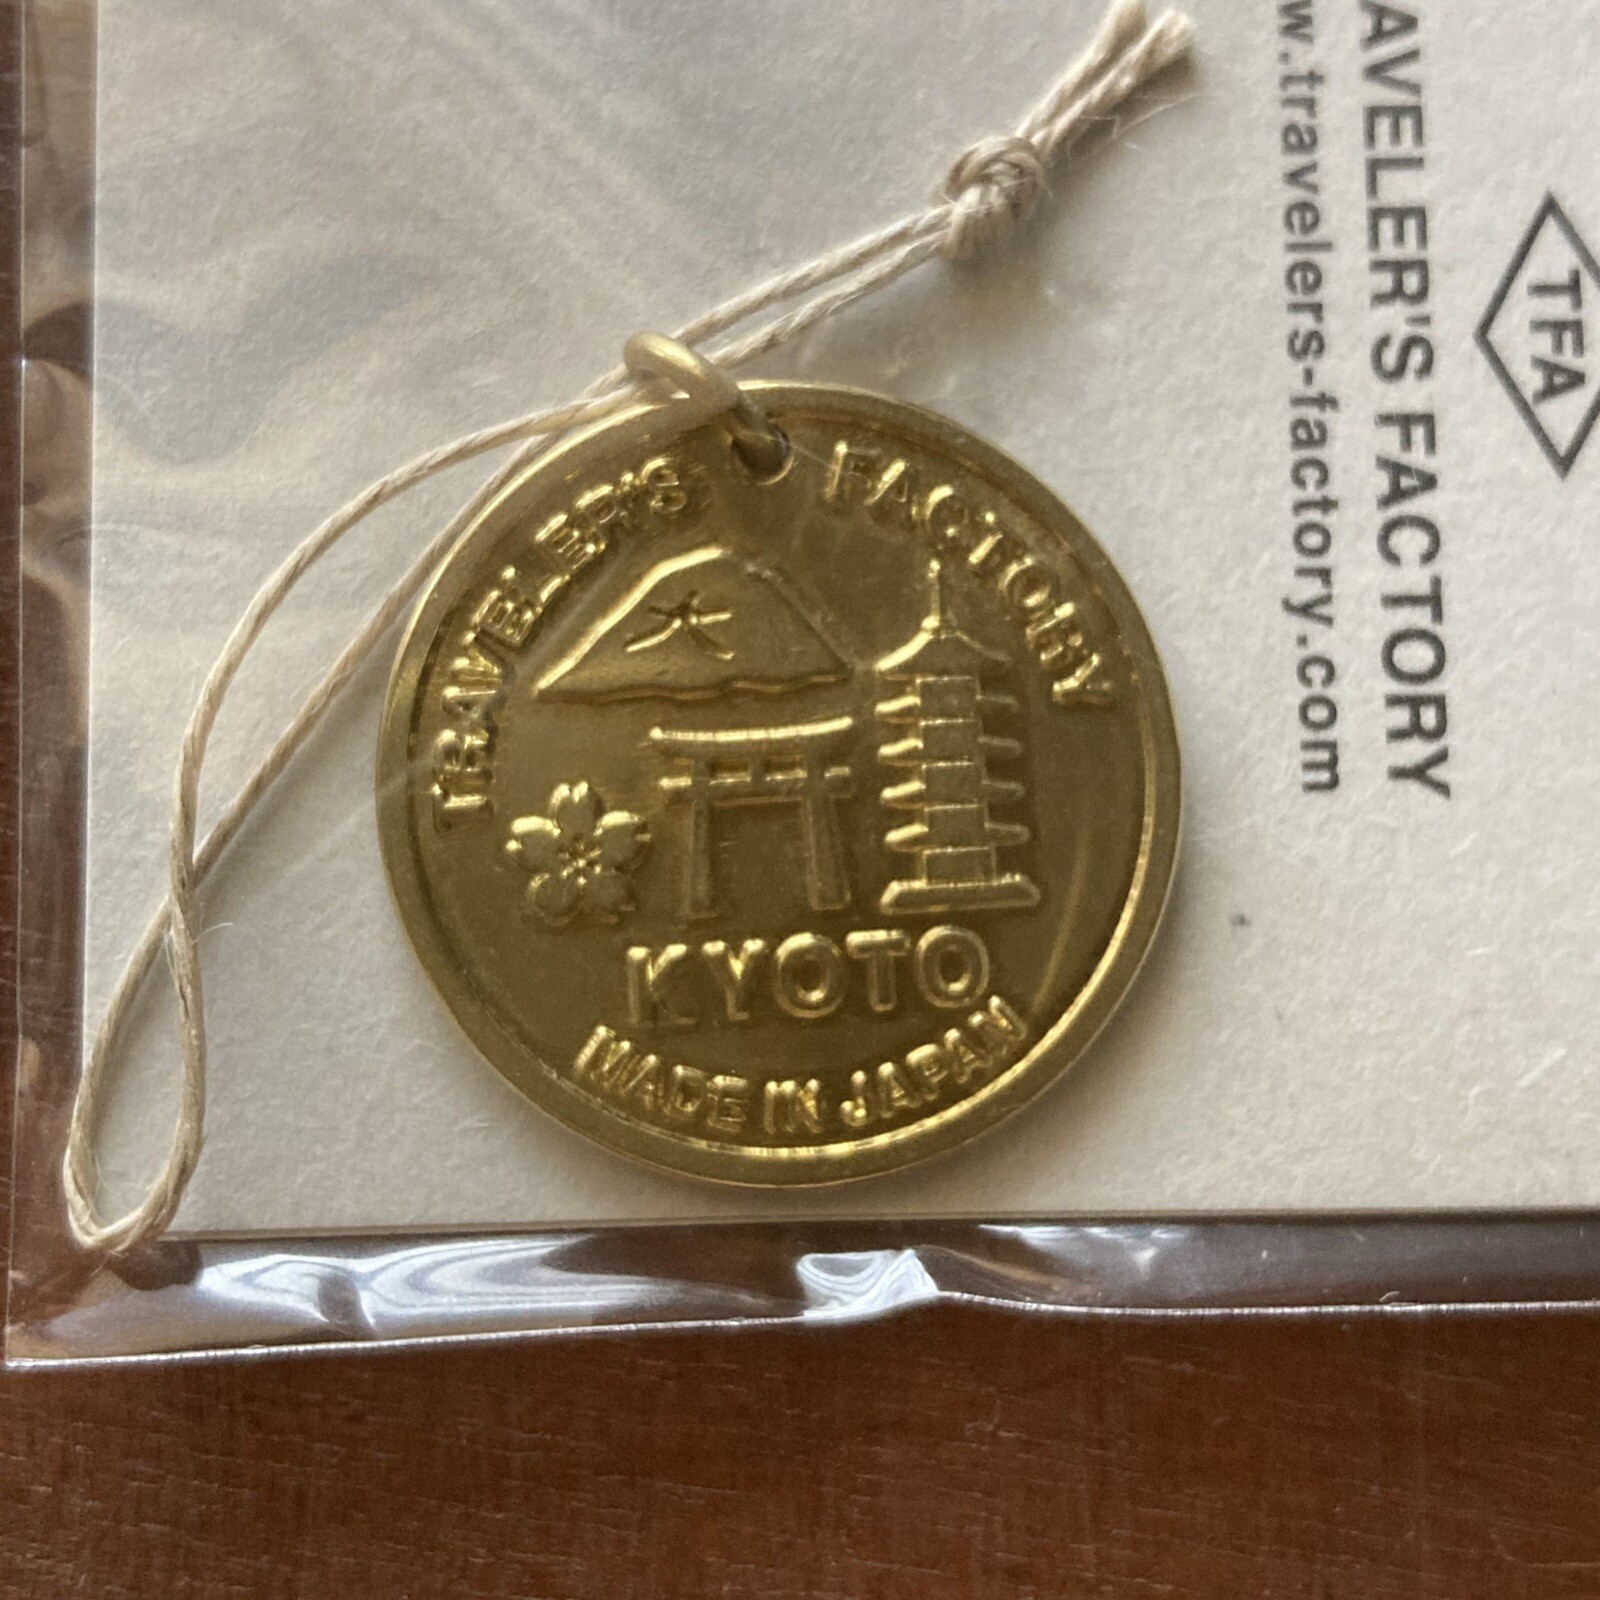 TRAVELER'S FACTORY
大
KYOTO
MADE IN JAPAN
TFA
AVELER'S FACTORY
w.travelers-factory.com